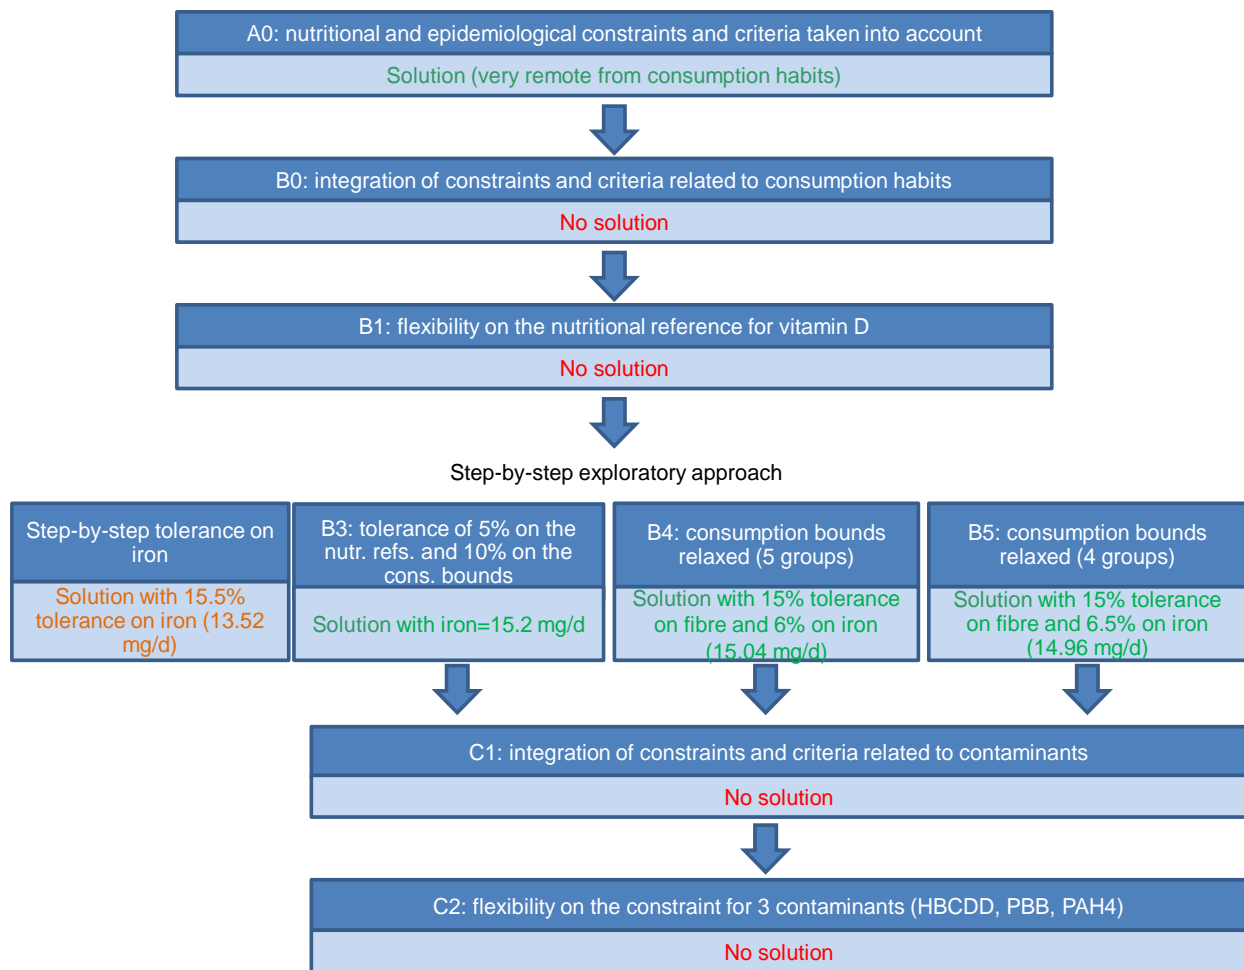 A0: nutritional and epidemiological constraints and criteria taken into account
Solution (very remote from consumption habits)
B0: integration of constraints and criteria related to consumption habits
No solution
B1: flexibility on the nutritional reference for vitamin D
No solution
Step-by-step exploratory approach
Step-by-step tolerance on
iron
Solution with 15.5%
tolerance on iron (13.52
mg/d)
B3: tolerance of 5% on the
nutr. refs. and 10% on the
cons. bounds
Solution with iron=15.2 mg/d
B4: consumption bounds
relaxed (5 groups)
Solution with 15% tolerance
on fibre and 6% on iron
(15.04 mg/d)
B5: consumption bounds
relaxed (4 groups)
Solution with 15% tolerance
on fibre and 6.5% on iron
(14.96 mg/d)
C1: integration of constraints and criteria related to contaminants
No solution
C2: flexibility on the constraint for 3 contaminants (HBCDD, PBB, PAH4)
No solution